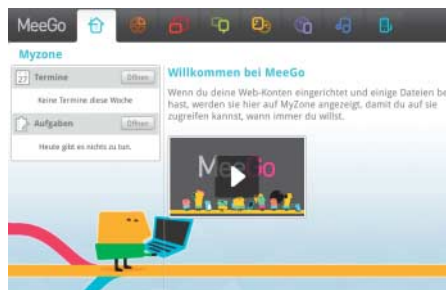 MeeGo
Myzone
27 Termine Öffnen
Keine Termine diese Woche
Aufgaben Öffnen
Heute gibt es nichts zu tun.
Willkommen bei MeeGo
Wenn du deine Web-Konten eingerichtet und einige Dateien be
hast, werden sie hier auf MyZone angezeigt, damit du auf sie
zugreifen kannst, wann immer du willst.
MeeGo